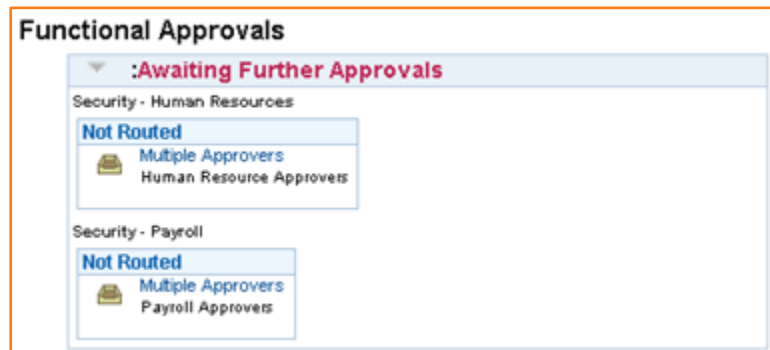 Functional Approvals
:Awaiting Further Approvals
Security - Human Resources
Not Routed
Multiple Approvers
Human Resource Approvers
Security - Payroll
Not Routed
Multiple Approvers
Payroll Approvers